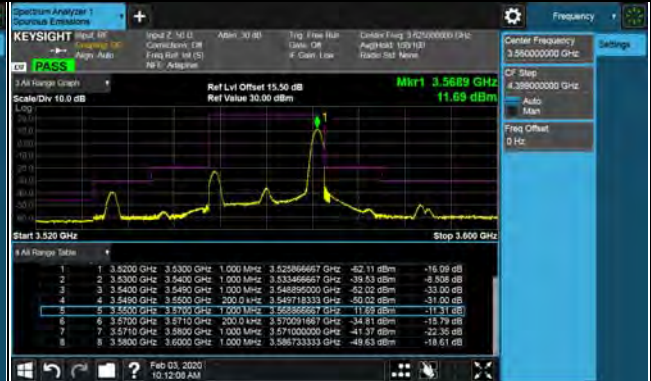 Spectrum Analyzer 1
Spurious Emissions
Frequency
KEYSIGHT Input: RF
Coupling: DC
Align: Auto
Input Z: 50 Ω
Corrections: Off
Freq Ref: Int (S)
NFE: Adaptive
Atten: 30 dB
Trig: Free Run
Gate: Off
IF Gain: Low
Center Freq: 3.625000000 GHz
Avg|Hold: 100/100
Radio Std: None
PASS
Center Frequency
3.560000000 GHz
Settings
CF Step
4.399000000 GHz
Auto
Man
Freq Offset
0 Hz
3 All Range Graph
Scale/Div 10.0 dB
Ref Lvl Offset 15.50 dB
Ref Value 30.00 dBm
Mkr1 3.5689 GHz
11.69 dBm
Log
1
Start 3.520 GHz
Stop 3.600 GHz
All Range Table
1 1 3.5200 GHz 3.5300 GHz 1.000 MHz 3.525866667 GHz -62.11 dBm -16.09 dB
2 2 3.5300 GHz 3.5400 GHz 1.000 MHz 3.533466667 GHz -39.53 dBm -8.508 dB
3 3 3.5400 GHz 3.5490 GHz 1.000 MHz 3.548895000 GHz -62.02 dBm -33.00 dB
4 4 3.5490 GHz 3.5500 GHz 200.0 kHz 3.549718333 GHz -50.02 dBm -31.00 dB
5 5 3.5500 GHz 3.5700 GHz 1.000 MHz 3.568866667 GHz 11.69 dBm -11.31 dB
6 6 3.5700 GHz 3.5710 GHz 200.0 kHz 3.570091667 GHz -34.81 dBm -15.79 dB
7 7 3.5710 GHz 3.5800 GHz 1.000 MHz 3.571000000 GHz -41.37 dBm -22.35 dB
8 8 3.5800 GHz 3.6000 GHz 1.000 MHz 3.586733333 GHz -49.63 dBm -18.61 dB
?
Feb 03, 2020
10:12:08 AM